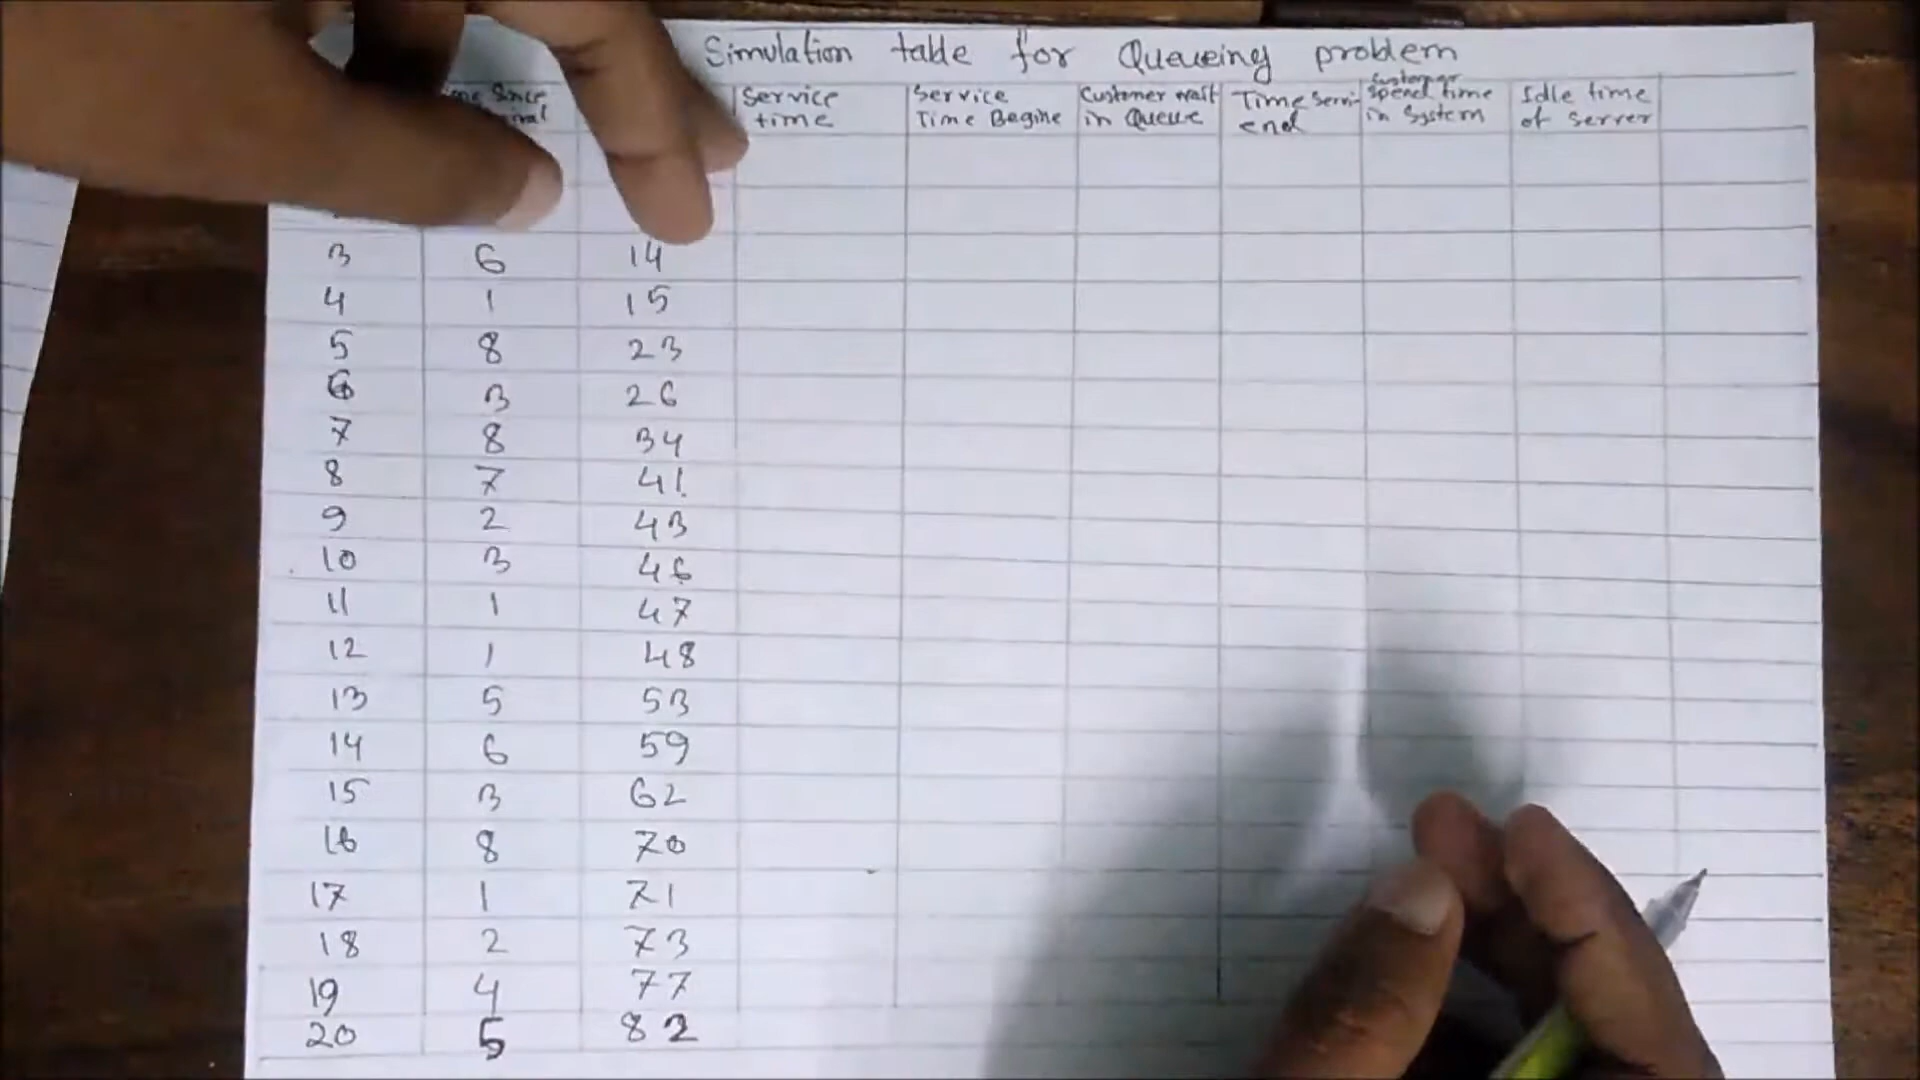 Simulation table for Queueing problem
Since Service Service Customer wait Time Servi- Customer spend time Idle time
time Time Begine in Queue end in System of server
3 6 14
4 1 15
5 8 23
6 3 26
7 8 34
8 7 41
9 2 43
10 3 46
11 1 47
12 1 48
13 5 53
14 6 59
15 3 62
16 8 70
17 1 71
18 2 73
19 4 77
20 5 82